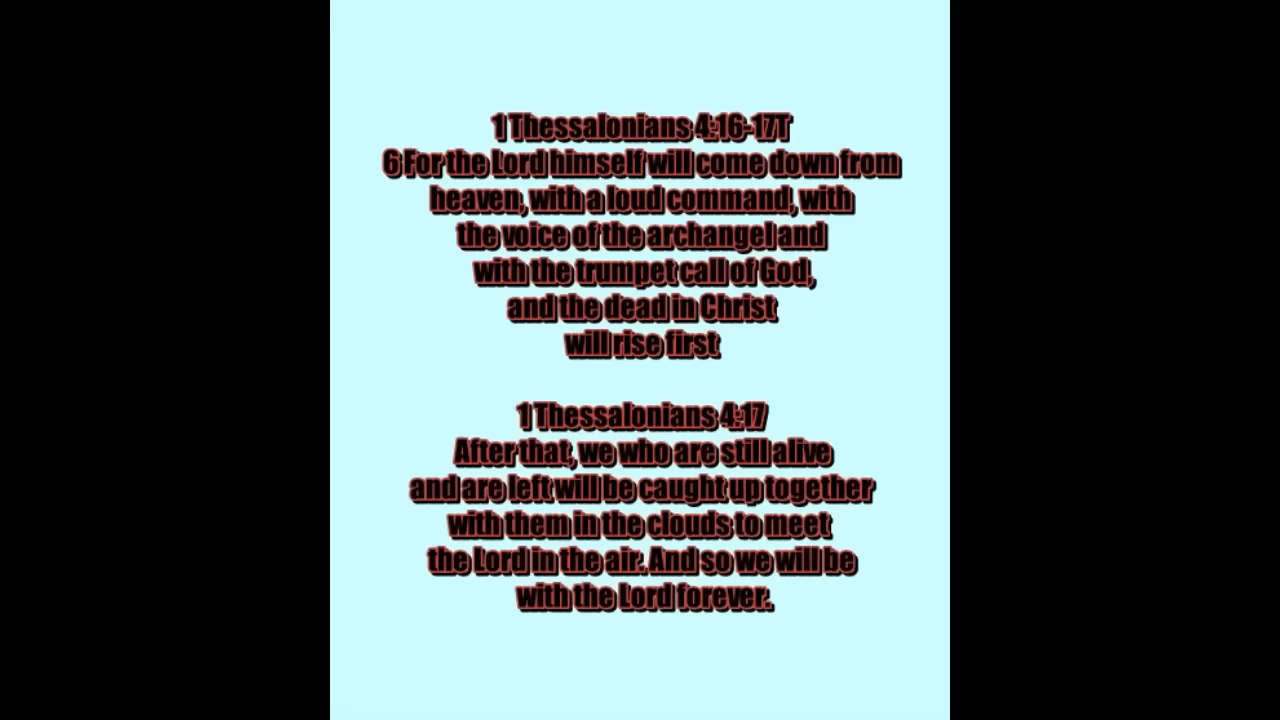 1 Thessalonians 4:16-17T
6 For the Lord himself will come down from
heaven, with a loud command, with
the voice of the archangel and
with the trumpet call of God,
and the dead in Christ
will rise first
1 Thessalonians 4:17
After that, we who are still alive
and are left will be caught up together
with them in the clouds to meet
the Lord in the air. And so we will be
with the Lord forever.